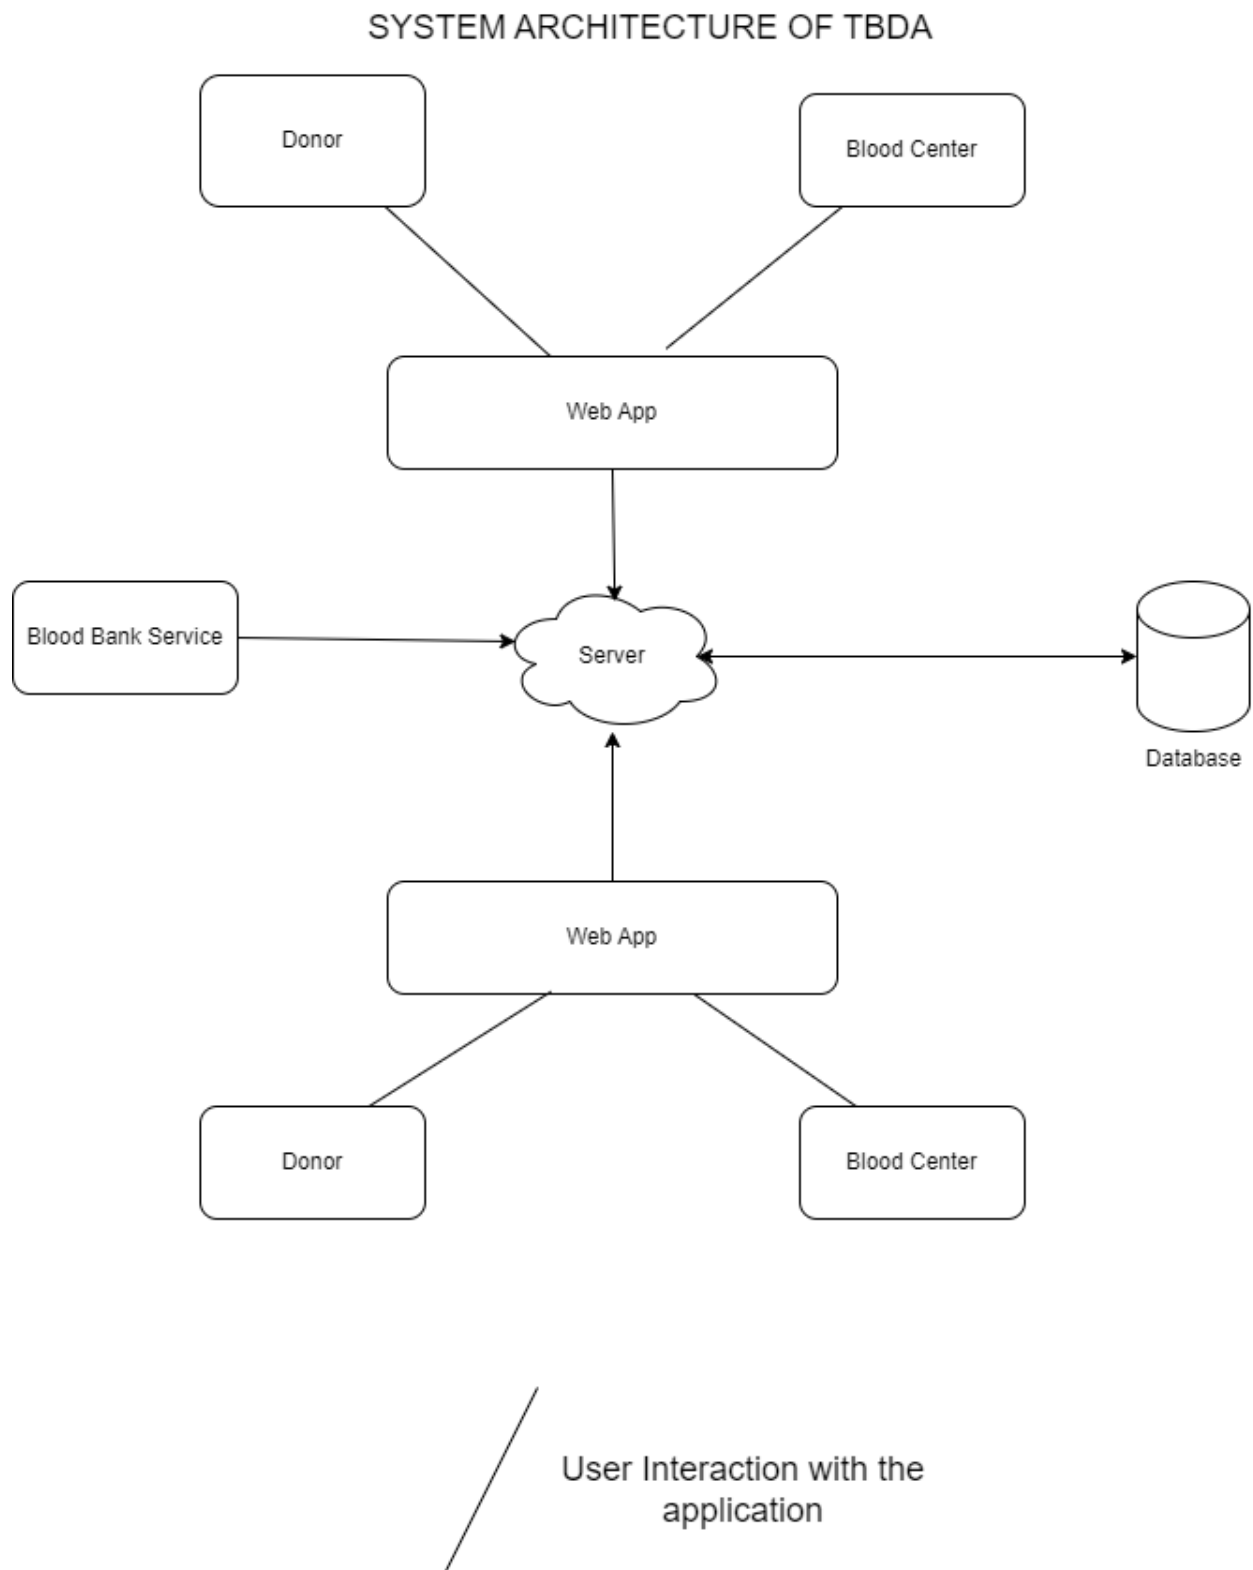 SYSTEM ARCHITECTURE OF TBDA
Donor
Blood Center
Web App
Blood Bank Service
Server
Database
Web App
Donor
Blood Center
User Interaction with the
application